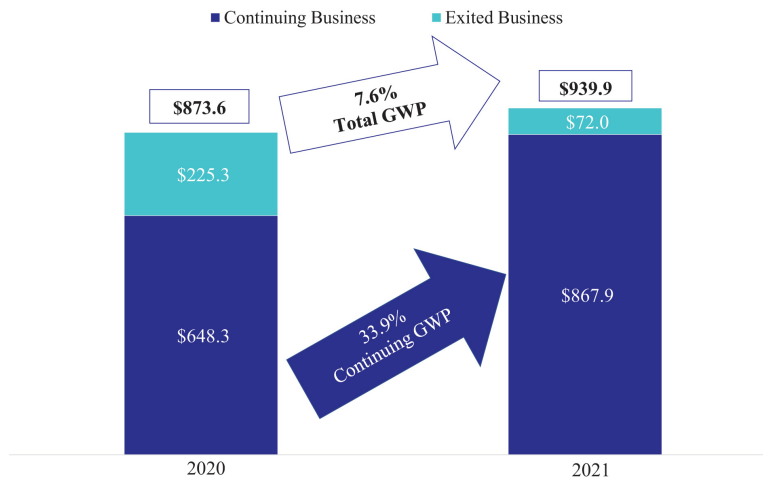 Continuing Business
Exited Business
$873.6
7.6%
Total GWP
$939.9
$72.0
$225.3
$867.9
33.9%
Continuing GWP
$648.3
2020
2021